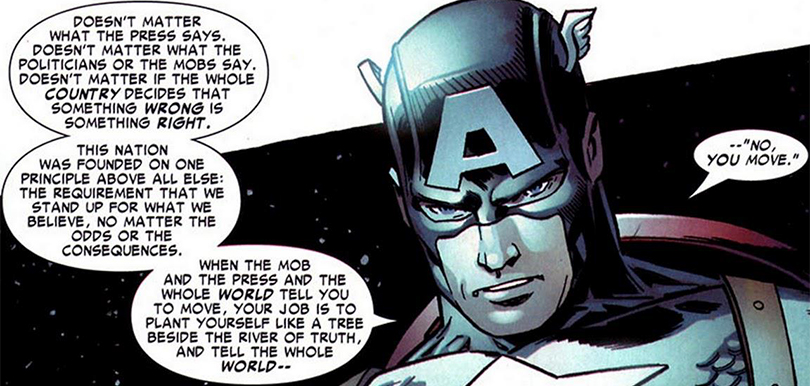 DOESN'T MATTER
WHAT THE PRESS SAYS.
DOESN'T MATTER WHAT THE
POLITICIANS OR THE MOBS SAY.
DOESN'T MATTER IF THE WHOLE
COUNTRY DECIDES THAT
SOMETHING WRONG IS
SOMETHING RIGHT.
THIS NATION
WAS FOUNDED ON ONE
PRINCIPLE ABOVE ALL ELSE:
THE REQUIREMENT THAT WE
STAND UP FOR WHAT WE
BELIEVE, NO MATTER THE
ODDS OR THE
CONSEQUENCES.
WHEN THE MOB
AND THE PRESS AND THE
WHOLE WORLD TELL YOU
TO MOVE, YOUR JOB IS TO
PLANT YOURSELF LIKE A TREE
BESIDE THE RIVER OF TRUTH,
AND TELL THE WHOLE
WORLD--
--"NO,
YOU MOVE."
A